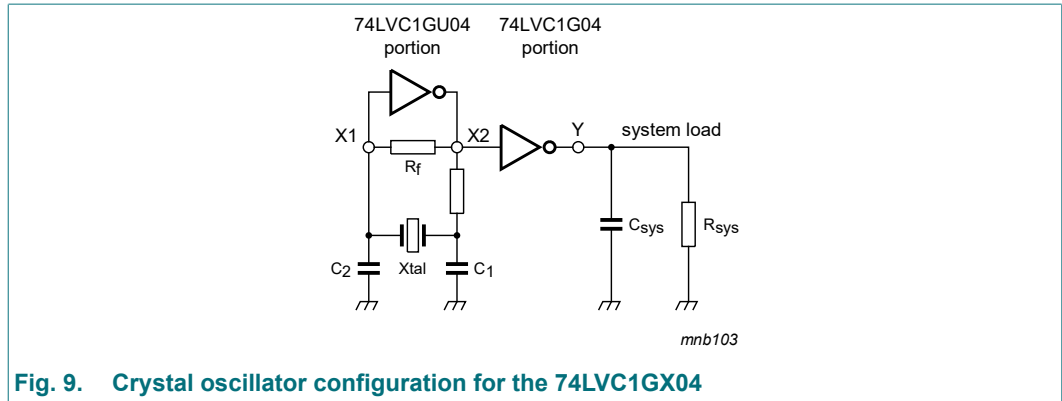 74LVC1GU04 74LVC1G04
portion portion
X1 X2 Y system load
Rf
Csys Rsys
C2 Xtal C1
mnb103
Fig. 9. Crystal oscillator configuration for the 74LVC1GX04